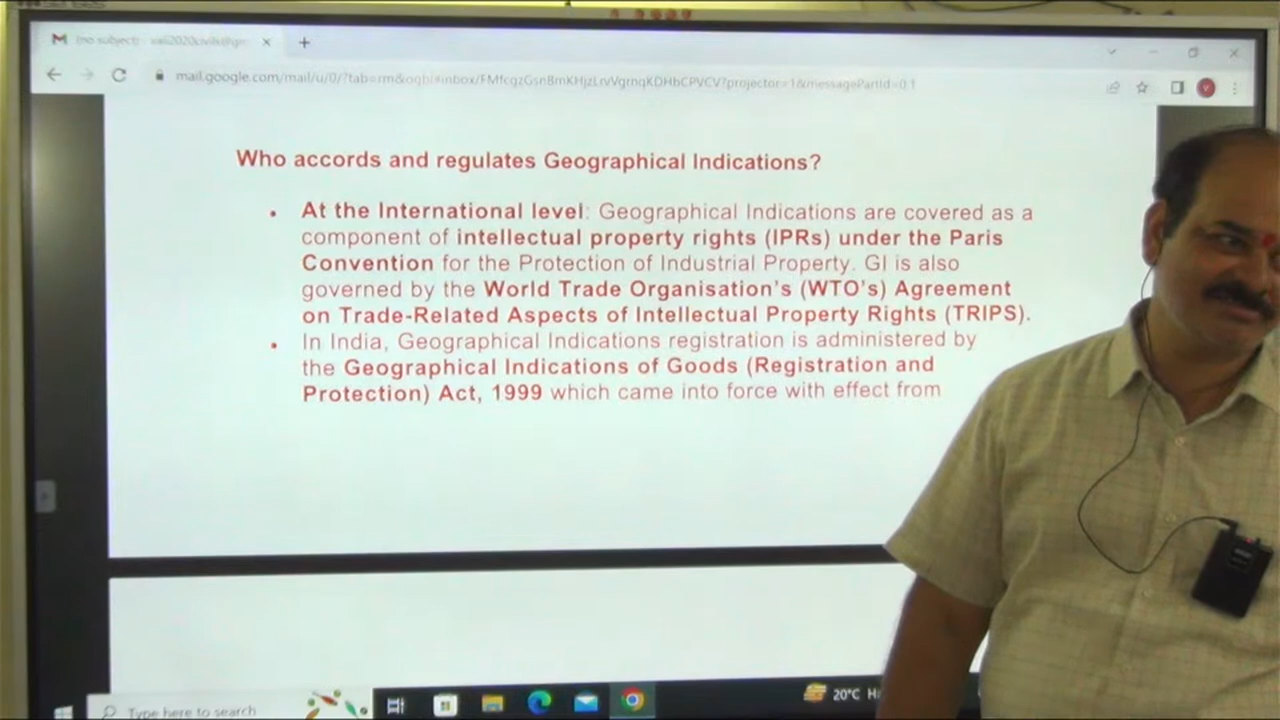 mail.google.com/mail/u/0/?tab=rm&ogbl#inbox/
projector=1&messagePartId=0.1
Who accords and regulates Geographical Indications?
At the International level: Geographical Indications are covered as a
component of intellectual property rights (IPRs) under the Paris
Convention for the Protection of Industrial Property. GI is also
governed by the World Trade Organisation's (WTO's) Agreement
on Trade-Related Aspects of Intellectual Property Rights (TRIPS).
In India, Geographical Indications registration is administered by
the Geographical Indications of Goods (Registration and
Protection) Act, 1999 which came into force with effect from
Type here to search
20°C